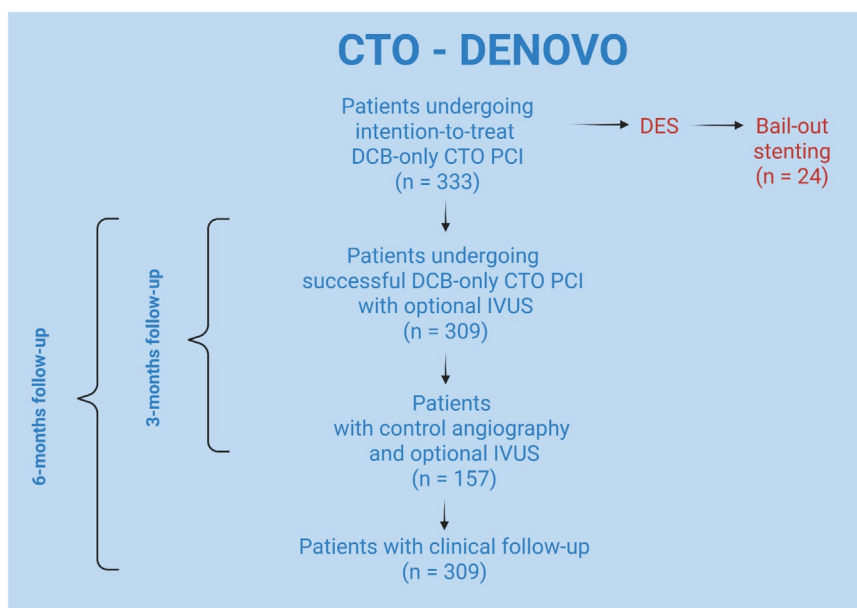 CTO - DENOVO
Patients undergoing
intention-to-treat
DCB-only CTO PCI
(n = 333)
DES
Bail-out
stenting
(n = 24)
Patients undergoing
successful DCB-only CTO PCI
with optional IVUS
(n = 309)
3-months follow-up
6-months follow-up
Patients
with control angiography
and optional IVUS
(n = 157)
Patients with clinical follow-up
(n = 309)